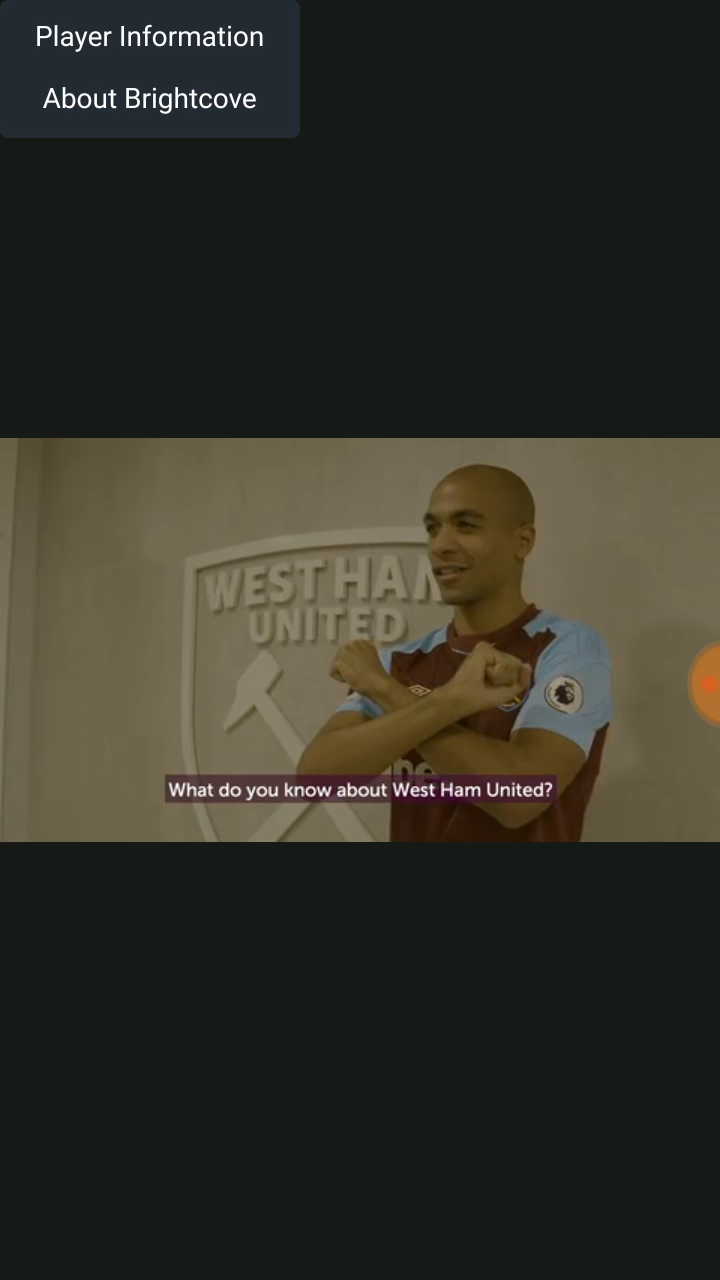 Player Information
About Brightcove
WEST HAM
UNITED
What do you know about West Ham United?